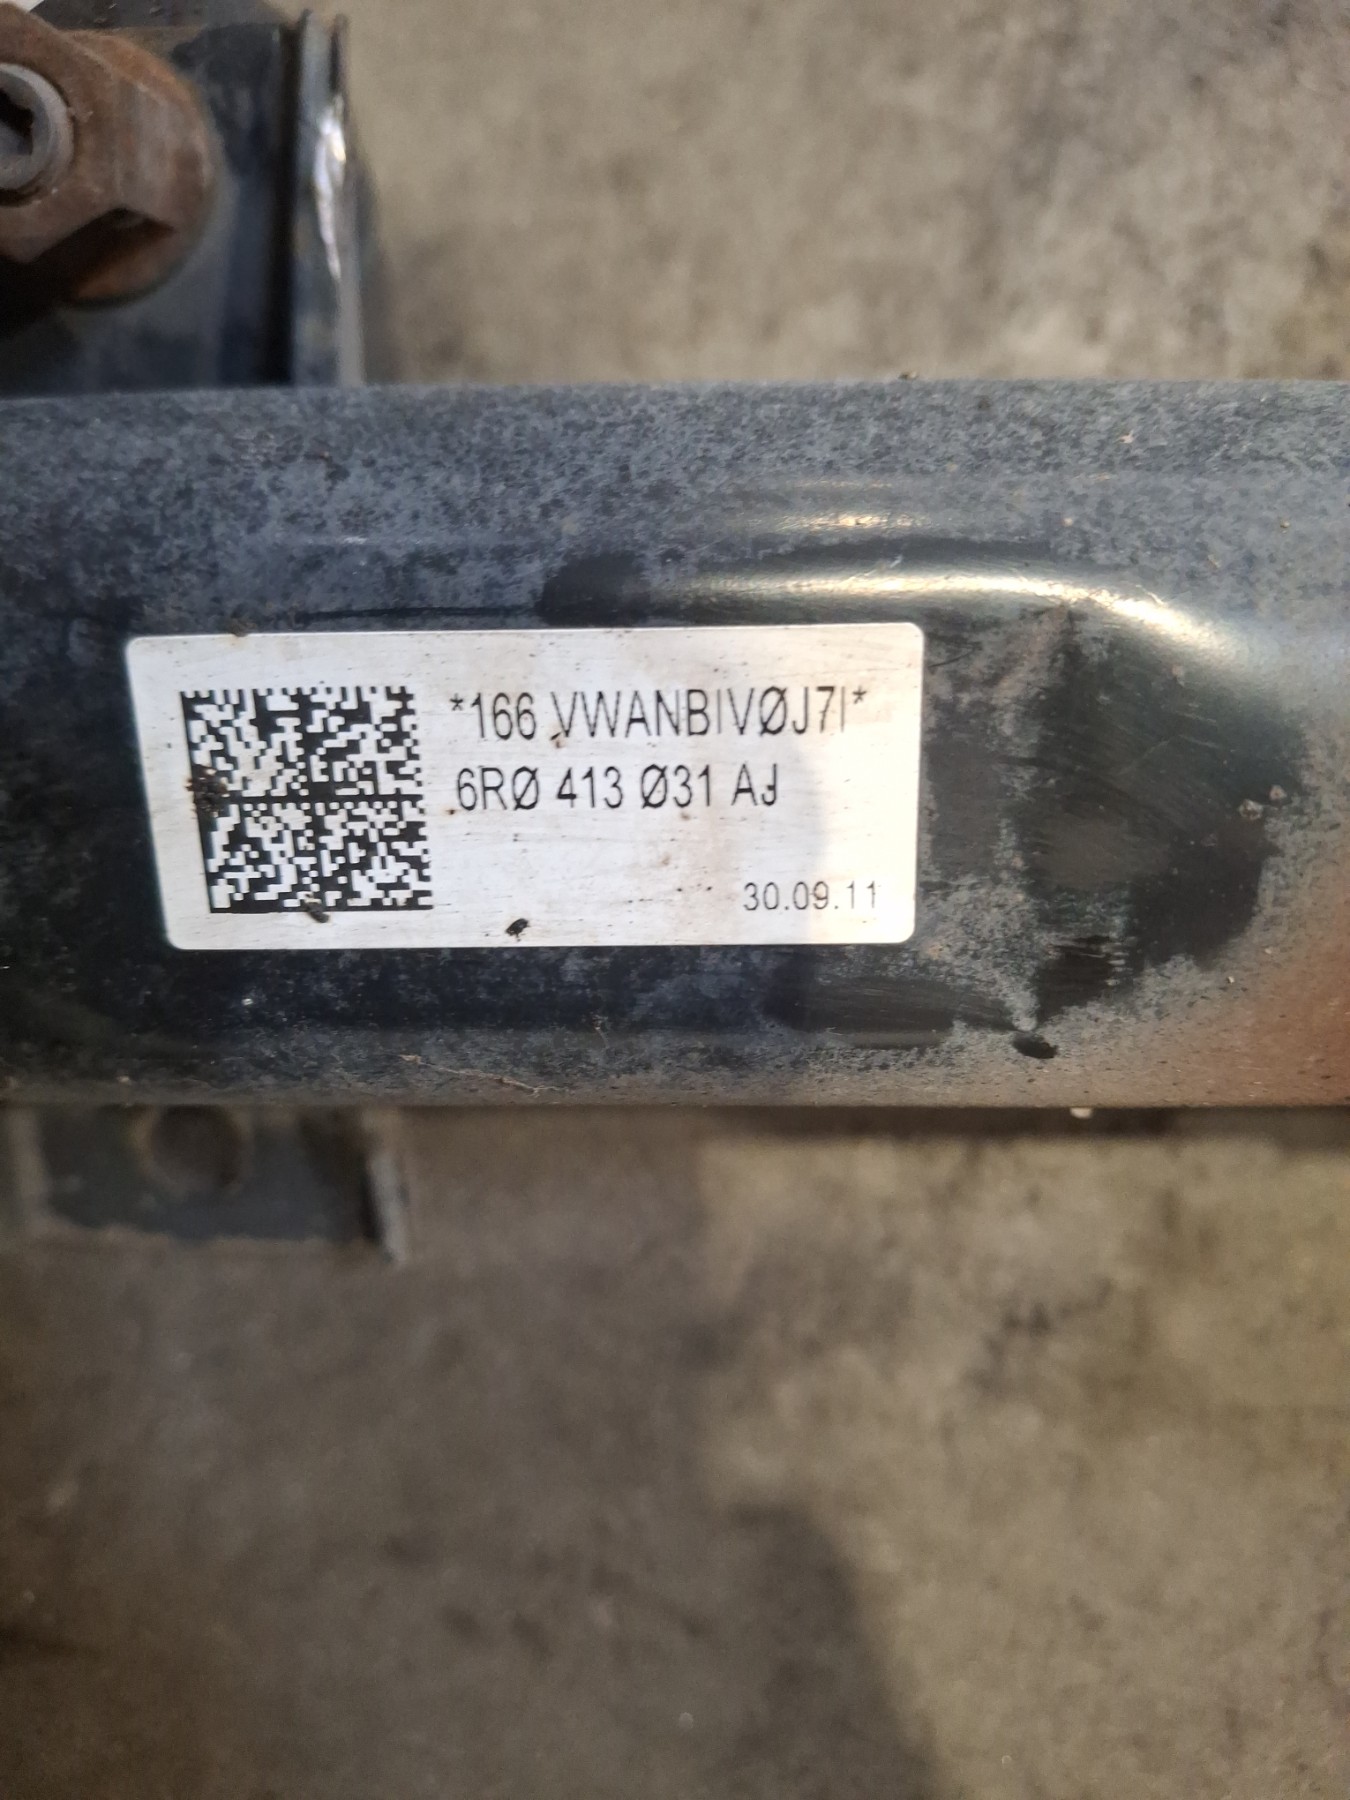 *166 VWANBIVØJ7I*
6RØ 413 Ø31 AJ
30.09.11